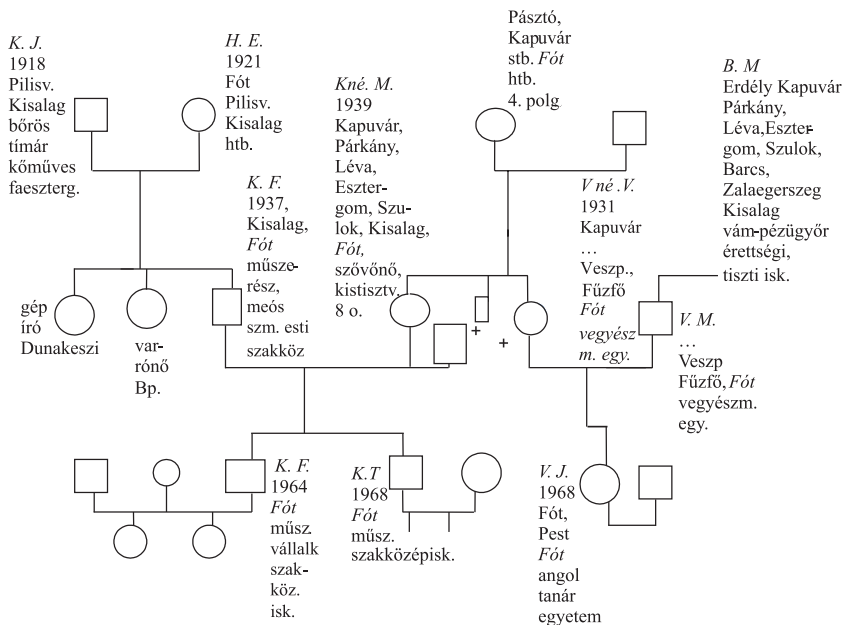 K. J.
1918
Pilisv.
Kisalag
bőrös
tímár
kőműves
faeszterg.
H. E.
1921
Fót
Pilisv.
Kisalag
htb.
K. F.
1937,
Kisalag,
Fót
műsze-
rész,
meós
szm. esti
szakköz
Kné. M.
1939
Kapuvár,
Párkány,
Léva,
Eszter-
gom, Szu-
lok, Kisalag,
Fót,
szővőnő,
kistisztv.
8 o.
Pásztó,
Kapuvár
stb. Fót
htb.
4. polg.
V né .V.
1931
Kapuvár
...
Veszp.,
Fűzfő
Fót
vegyész
m. egy.
B. M
Erdély Kapuvár
Párkány,
Léva,Eszter-
gom, Szulok,
Barcs,
Zalaegerszeg
Kisalag
vám-pézügyőr
érettségi,
tiszti isk.
gép
író
Dunakeszi
var-
rónő
Bp.
+
+
V. M.
...
Veszp
Fűzfő, Fót
vegyészm.
egy.
K. F.
1964
Fót
műsz.
vállalk
szak-
köz.
isk.
K.T
1968
Fót
műsz.
szakközépisk.
V. J.
1968
Fót,
Pest
Fót
angol
tanár
egyetem